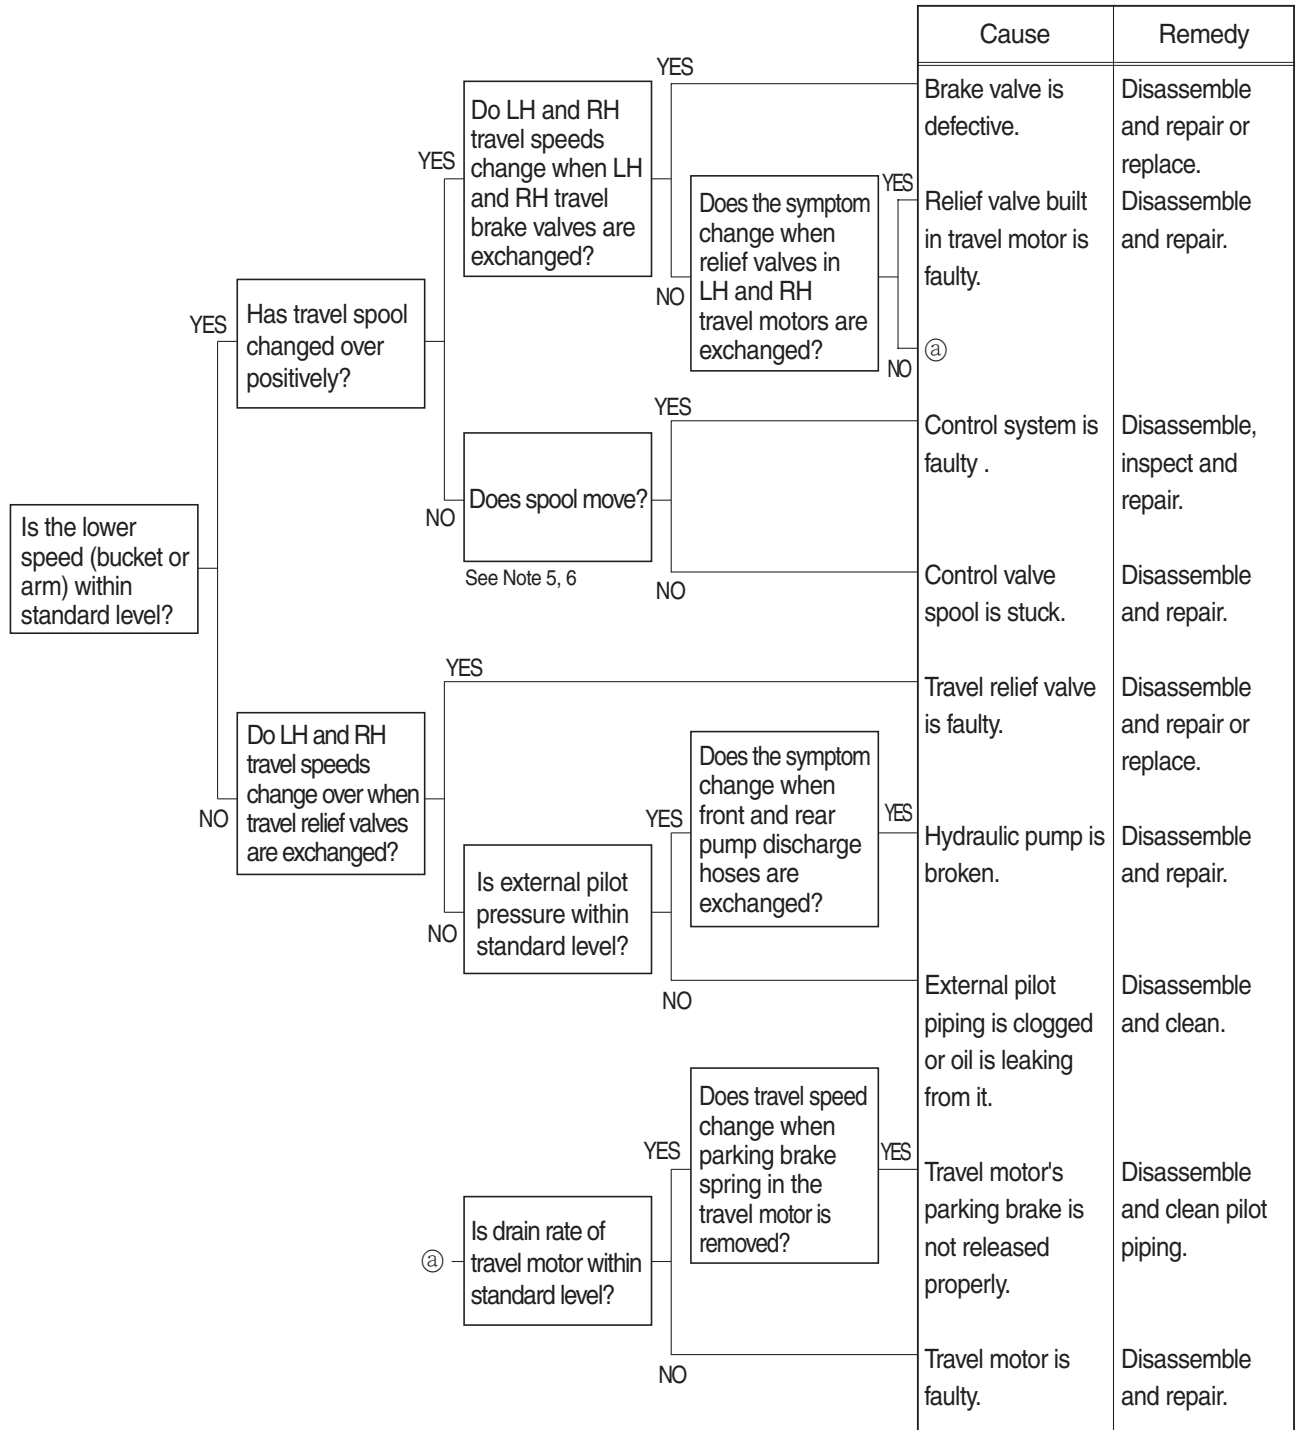 Cause
Remedy
YES
Brake valve is
defective.
Disassemble
and repair or
replace.
Do LH and RH
travel speeds
change when LH
and RH travel
brake valves are
exchanged?
YES
YES
Does the symptom
change when
relief valves in
LH and RH
travel motors are
exchanged?
NO
Relief valve built
in travel motor is
faulty.
Disassemble
and repair.
NO
ⓐ
YES
Has travel spool
changed over
positively?
YES
Control system is
faulty .
Disassemble,
inspect and
repair.
NO
Does spool move?
See Note 5, 6
NO
Control valve
spool is stuck.
Disassemble
and repair.
Is the lower
speed (bucket or
arm) within
standard level?
YES
Travel relief valve
is faulty.
Disassemble
and repair or
replace.
NO
Do LH and RH
travel speeds
change over when
travel relief valves
are exchanged?
YES
Does the symptom
change when
front and rear
pump discharge
hoses are
exchanged?
YES
Hydraulic pump is
broken.
Disassemble
and repair.
NO
Is external pilot
pressure within
standard level?
NO
External pilot
piping is clogged
or oil is leaking
from it.
Disassemble
and clean.
ⓐ
Is drain rate of
travel motor within
standard level?
YES
Does travel speed
change when
parking brake
spring in the
travel motor is
removed?
YES
Travel motor's
parking brake is
not released
properly.
Disassemble
and clean pilot
piping.
NO
Travel motor is
faulty.
Disassemble
and repair.